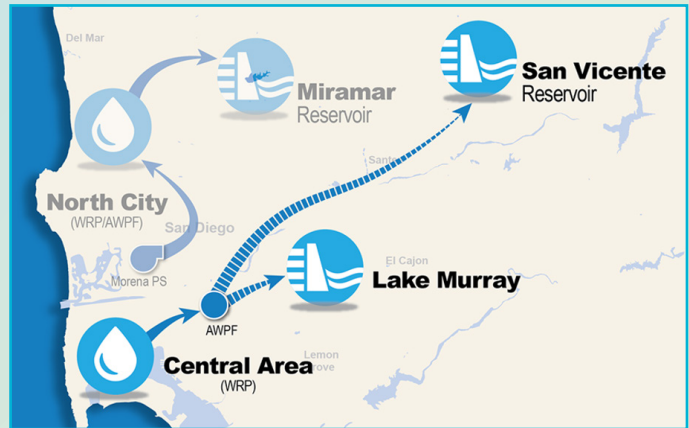 Del Mar
Miramar
Reservoir
San Vicente
Reservoir
North City
(WRP/AWPF)
San Diego
Morena PS
El Cajon
Lake Murray
AWPF
Central Area
(WRP)
Lemon